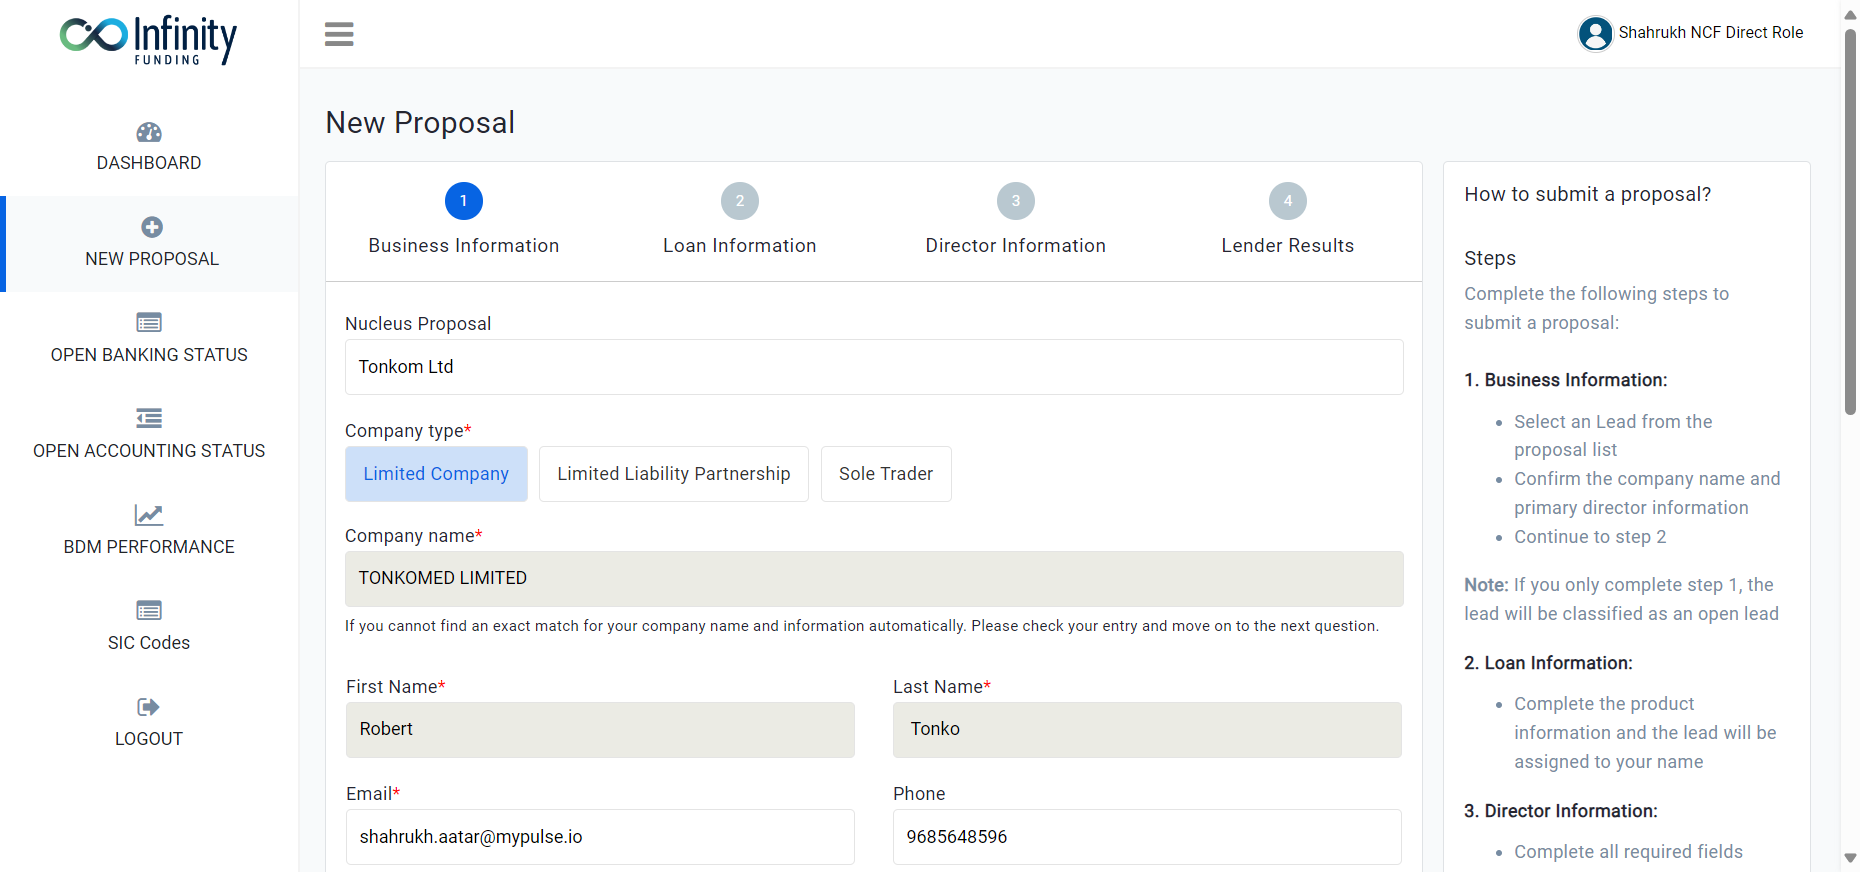 Infinity
FUNDING
Shahrukh NCF Direct Role
DASHBOARD
NEW PROPOSAL
OPEN BANKING STATUS
OPEN ACCOUNTING STATUS
BDM PERFORMANCE
SIC Codes
LOGOUT
New Proposal
1
2
3
4
Business Information
Loan Information
Director Information
Lender Results
Nucleus Proposal
Tonkom Ltd
Company type*
Limited Company
Limited Liability Partnership
Sole Trader
Company name*
TONKOMED LIMITED
If you cannot find an exact match for your company name and information automatically. Please check your entry and move on to the next question.
First Name*
Last Name*
Robert
Tonko
Email*
Phone
shahrukh.aatar@mypulse.io
9685648596
How to submit a proposal?
Steps
Complete the following steps to
submit a proposal:
1. Business Information:
• Select an Lead from the
proposal list
• Confirm the company name and
primary director information
• Continue to step 2
Note: If you only complete step 1, the
lead will be classified as an open lead
2. Loan Information:
• Complete the product
information and the lead will be
assigned to your name
3. Director Information:
• Complete all required fields